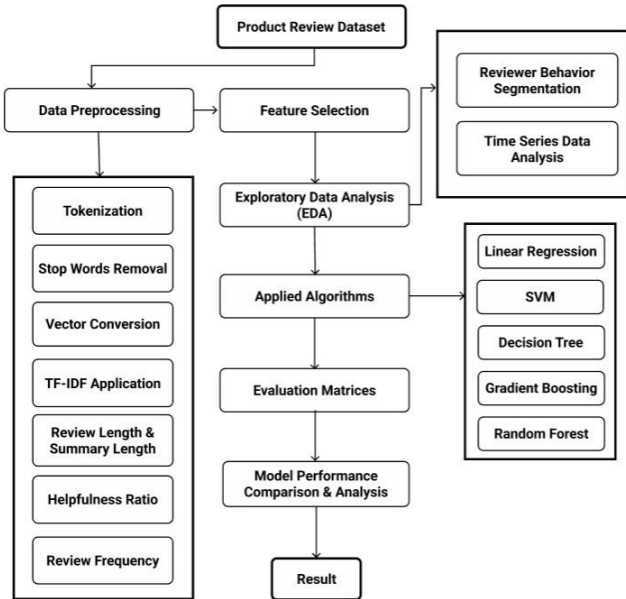 Product Review Dataset
Data Preprocessing
Feature Selection
Reviewer Behavior
Segmentation
Time Series Data
Analysis
Exploratory Data Analysis
(EDA)
Tokenization
Stop Words Removal
Vector Conversion
TF-IDF Application
Review Length &
Summary Length
Helpfulness Ratio
Review Frequency
Applied Algorithms
Linear Regression
SVM
Decision Tree
Gradient Boosting
Random Forest
Evaluation Matrices
Model Performance
Comparison & Analysis
Result